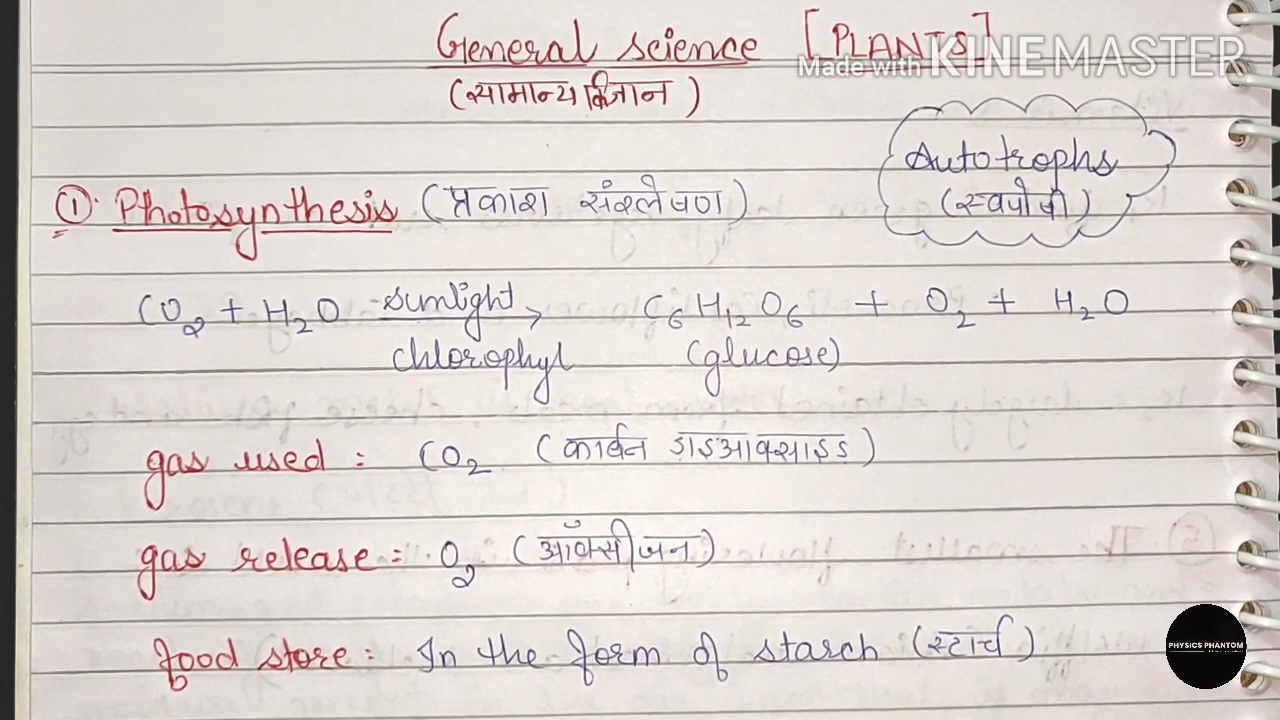 General science [PLANTS]
Made with KINEMASTER
(सामान्य विज्ञान)
Autotrophs
(स्वपोषी)
① Photosynthesis (प्रकाश संश्लेषण)
CO₂ + H₂O sunlight → C₆H₁₂O₆ + O₂ + H₂O
chlorophyl (glucose)
gas used : CO₂ (कार्बन डाइआक्साइड)
gas release : O₂ (ऑक्सीजन)
food store : In the form of starch (स्टार्च)
PHYSICS PHANTOM